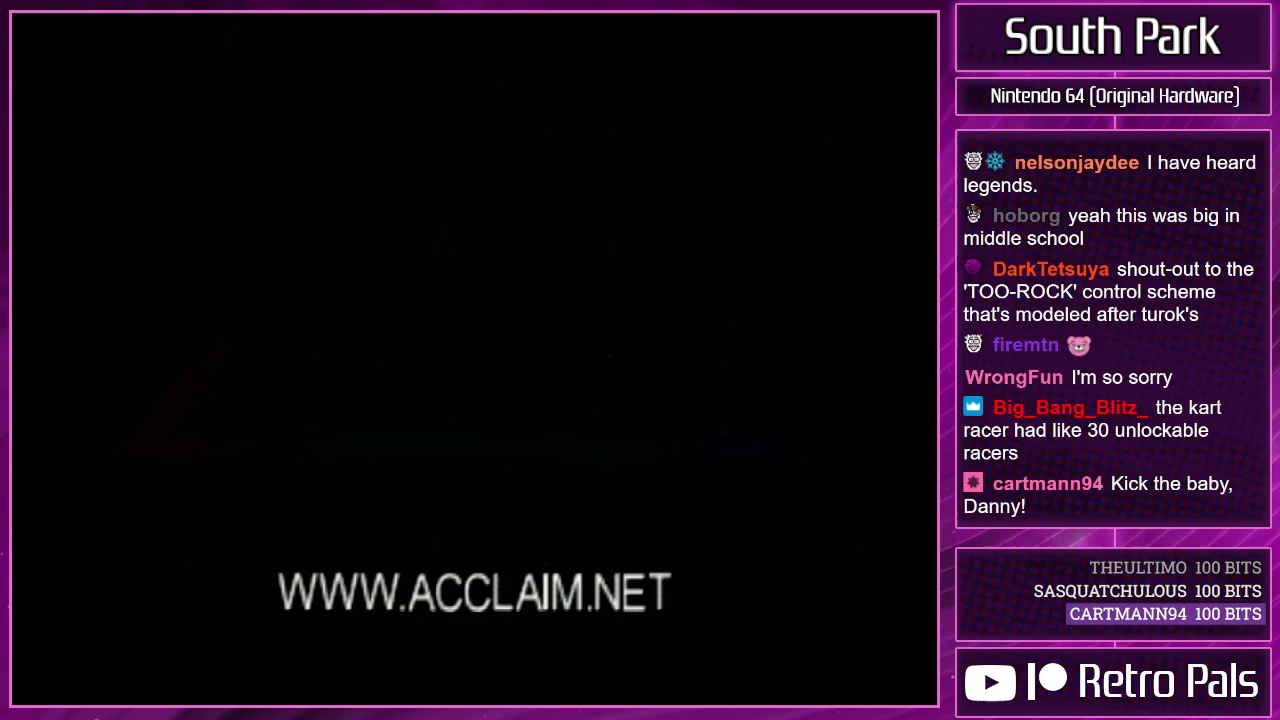 South Park
Nintendo 64 (Original Hardware)
nelsonjaydee I have heard
legends.
hoborg yeah this was big in
middle school
DarkTetsuya shout-out to the
'TOO-ROCK' control scheme
that's modeled after turok's
firemtn
WrongFun I'm so sorry
Big_Bang_Blitz_ the kart
racer had like 30 unlockable
racers
cartmann94 Kick the baby,
Danny!
WWW.ACCLAIM.NET
THEULTIMO 100 BITS
SASQUATCHULOUS 100 BITS
CARTMANN94 100 BITS
Retro Pals